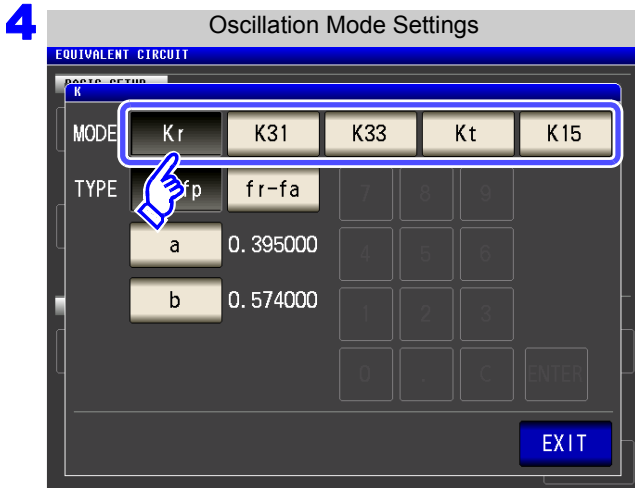 4
Oscillation Mode Settings
EQUIVALENT CIRCUIT
K
MODE Kr K31 K33 Kt K15
TYPE fp fr-fa 7 8 9
a 0.395000 4 5 6
b 0.574000 1 2 3
0 . C ENTER
EXIT